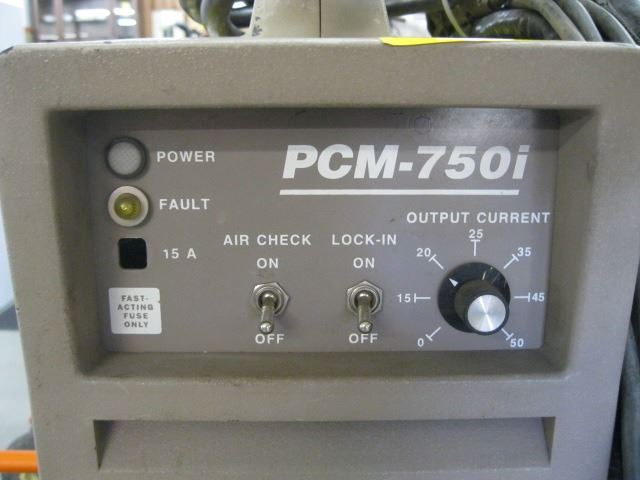 PCM-750i
POWER
FAULT
15 A
FAST-
ACTING
FUSE
ONLY
AIR CHECK
ON
OFF
LOCK-IN
ON
OFF
OUTPUT CURRENT
0
15
20
25
35
45
50